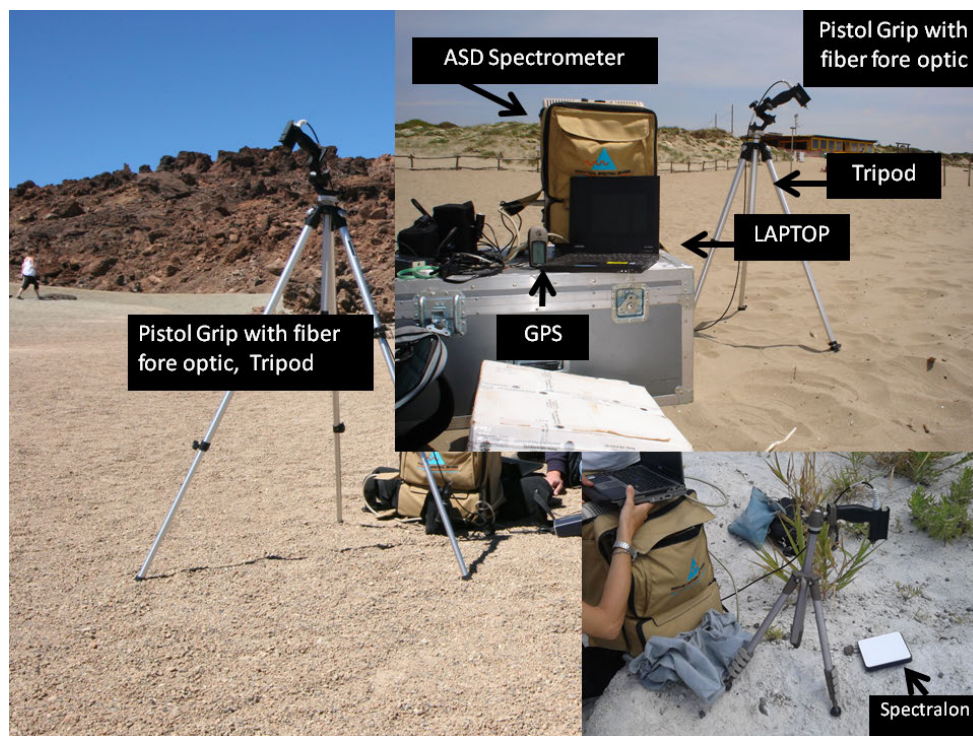 ASD Spectrometer
Pistol Grip with
fiber fore optic
Tripod
LAPTOP
GPS
Pistol Grip with fiber
fore optic, Tripod
Spectralon